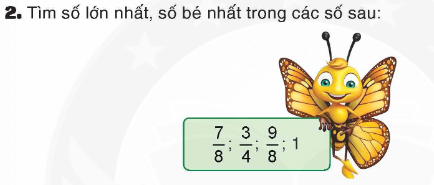 2. Tìm số lớn nhất, số bé nhất trong các số sau:
7/8; 3/4; 9/8; 1